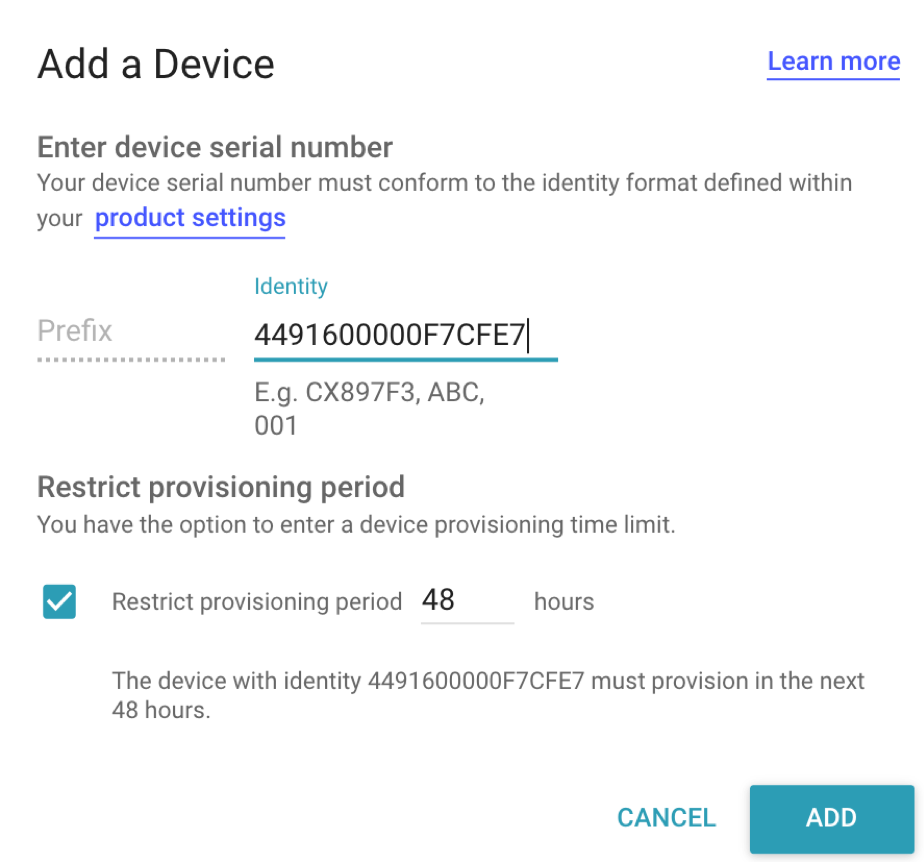 Add a Device
Learn more
Enter device serial number
Your device serial number must conform to the identity format defined within
your product settings
Identity
Prefix
4491600000F7CFE7
E.g. CX897F3, ABC,
001
Restrict provisioning period
You have the option to enter a device provisioning time limit.
Restrict provisioning period 48 hours
The device with identity 4491600000F7CFE7 must provision in the next
48 hours.
CANCEL
ADD